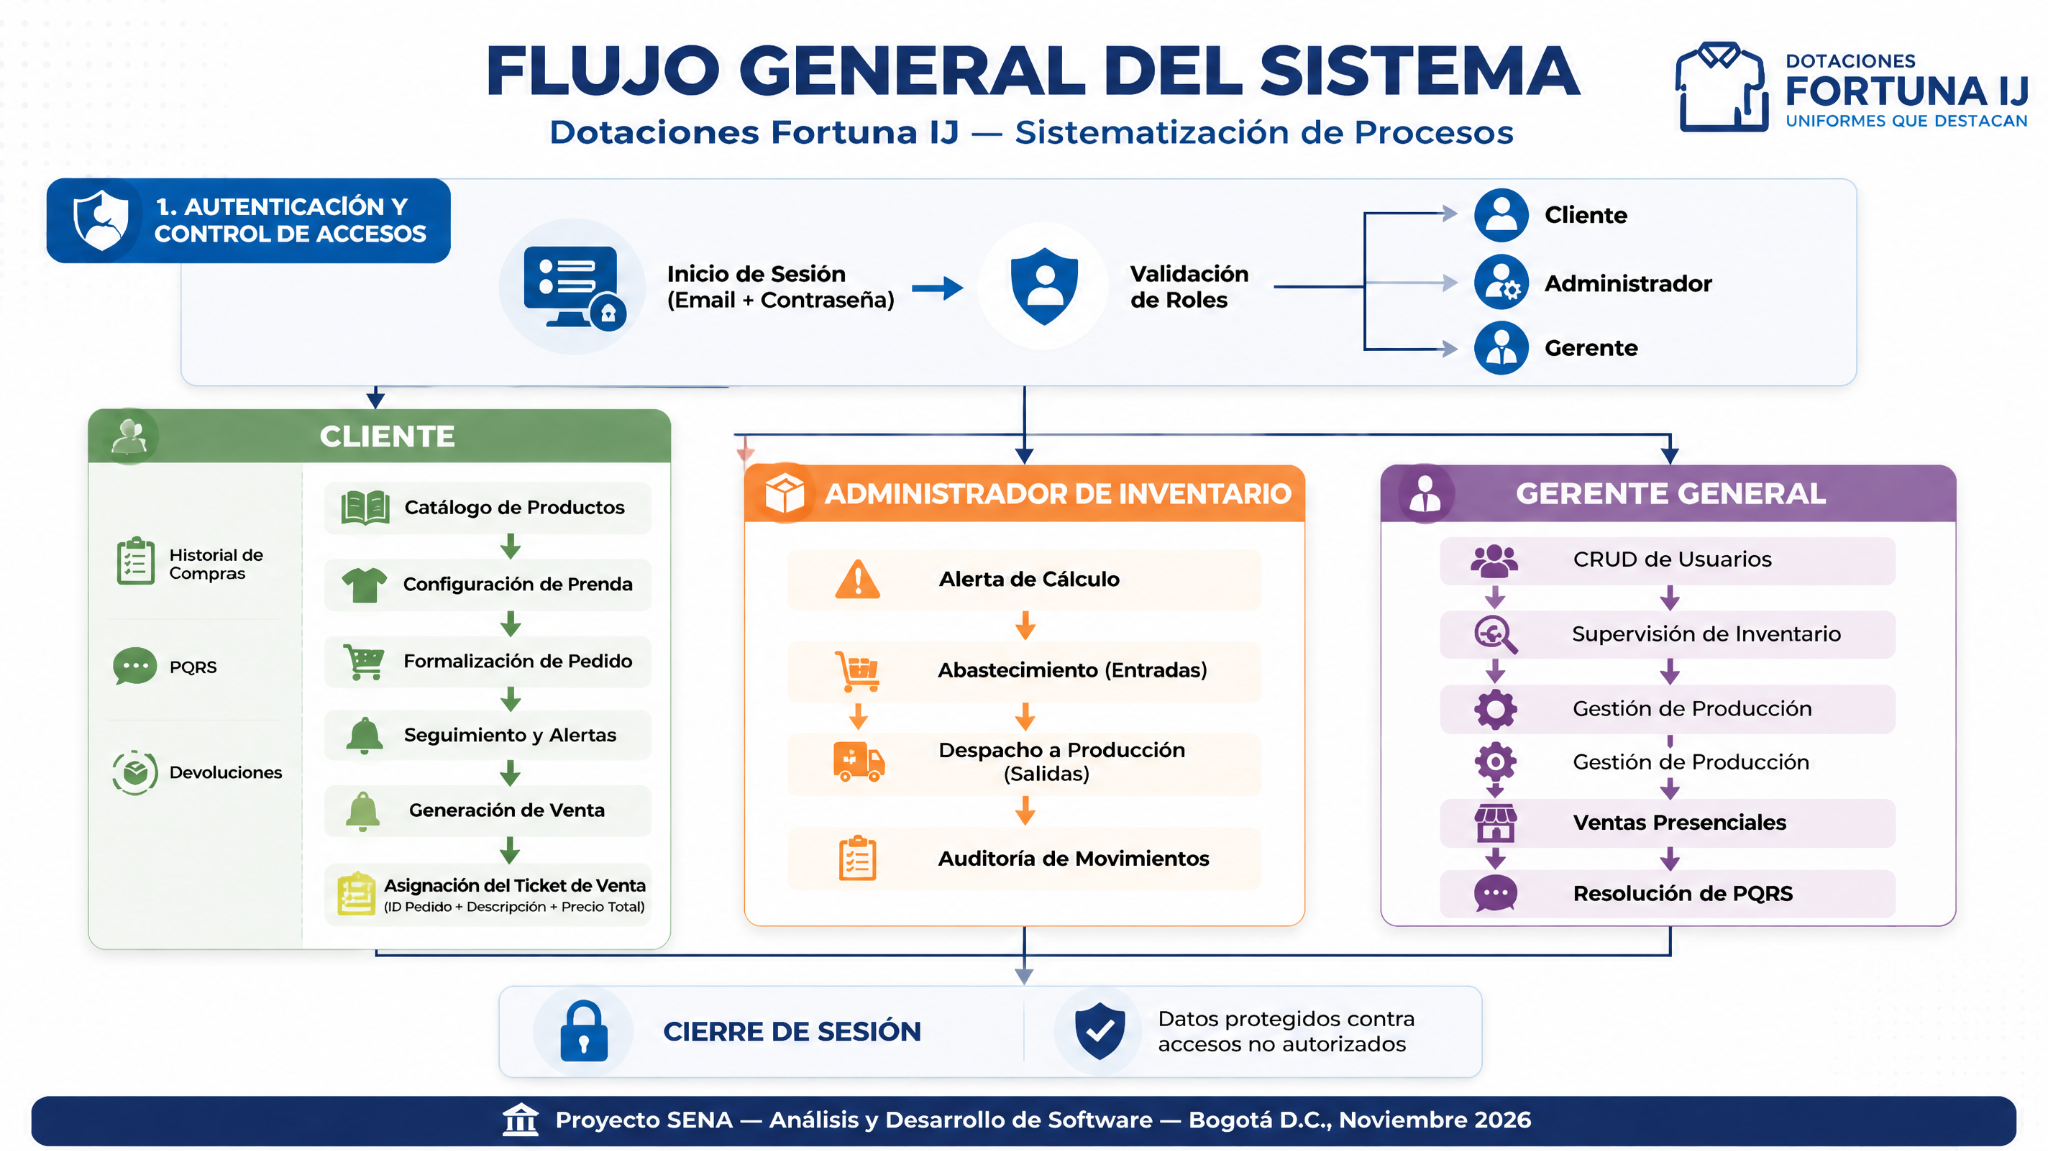 FLUJO GENERAL DEL SISTEMA
Dotaciones Fortuna IJ — Sistematización de Procesos
DOTACIONES
FORTUNA IJ
UNIFORMES QUE DESTACAN
1. AUTENTICACIÓN Y
CONTROL DE ACCESOS
Inicio de Sesión
(Email + Contraseña)
Validación
de Roles
Cliente
Administrador
Gerente
CLIENTE
Historial de
Compras
PQRS
Devoluciones
Catálogo de Productos
Configuración de Prenda
Formalización de Pedido
Seguimiento y Alertas
Generación de Venta
Asignación del Ticket de Venta
(ID Pedido + Descripción + Precio Total)
ADMINISTRADOR DE INVENTARIO
Alerta de Cálculo
Abastecimiento (Entradas)
Despacho a Producción
(Salidas)
Auditoría de Movimientos
GERENTE GENERAL
CRUD de Usuarios
Supervisión de Inventario
Gestión de Producción
Gestión de Producción
Ventas Presenciales
Resolución de PQRS
CIERRE DE SESIÓN
Datos protegidos contra
accesos no autorizados
Proyecto SENA — Análisis y Desarrollo de Software — Bogotá D.C., Noviembre 2026